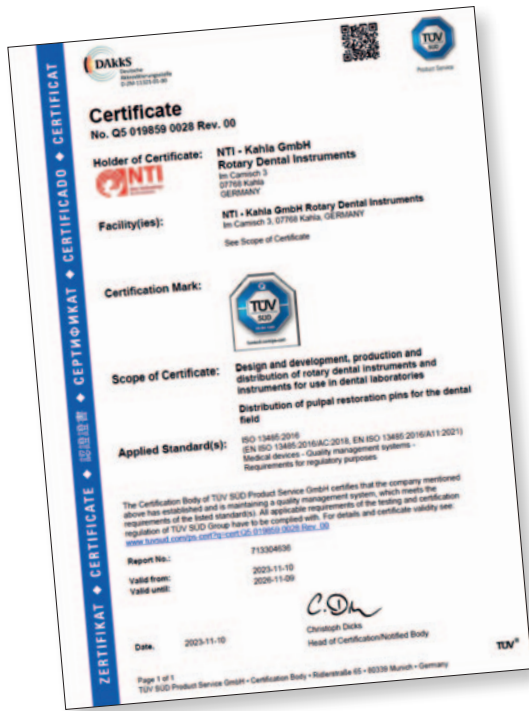 ZERTIFIKAT ◆ CERTIFICATE ◆ 認證證書 ◆ СЕРТИФИКАТ ◆ CERTIFICADO ◆ CERTIFICAT
DAkkS
Deutsche
Akkreditierungsstelle
TÜV
SÜD
Product Service
Certificate
No. Q5 019859 0028 Rev. 00
Holder of Certificate:
NTI - Kahla GmbH
Rotary Dental Instruments
Im Camisch 3
07768 Kahla
GERMANY
NTI
Facility(ies):
NTI - Kahla GmbH Rotary Dental Instruments
Im Camisch 3, 07768 Kahla, GERMANY
See Scope of Certificate
Certification Mark:
TÜV
SÜD
Scope of Certificate:
Design and development, production and
distribution of rotary dental instruments and
instruments for use in dental laboratories
Distribution of pulpal restoration pins for the dental
field
Applied Standard(s):
ISO 13485:2016
(EN ISO 13485:2016/AC:2018, EN ISO 13485:2016/A11:2021)
Medical devices - Quality management systems -
Requirements for regulatory purposes
The Certification Body of TÜV SÜD Product Service GmbH certifies that the company mentioned
above has established and is maintaining a quality management system, which meets the
requirements of the listed standard(s). All applicable requirements of the testing and certification
regulation of TÜV SÜD Group have to be complied with. For details and certificate validity see:
www.tuvsud.com/ps-cert?q=cert:Q5 019859 0028 Rev. 00
Report No.:
713304636
Valid from:
2023-11-10
Valid until:
2026-11-09
Date,
2023-11-10
Christoph Dicks
Head of Certification/Notified Body
Page 1 of 1
TÜV SÜD Product Service GmbH • Certification Body • Ridlerstraße 65 • 80339 Munich • Germany
TÜV®